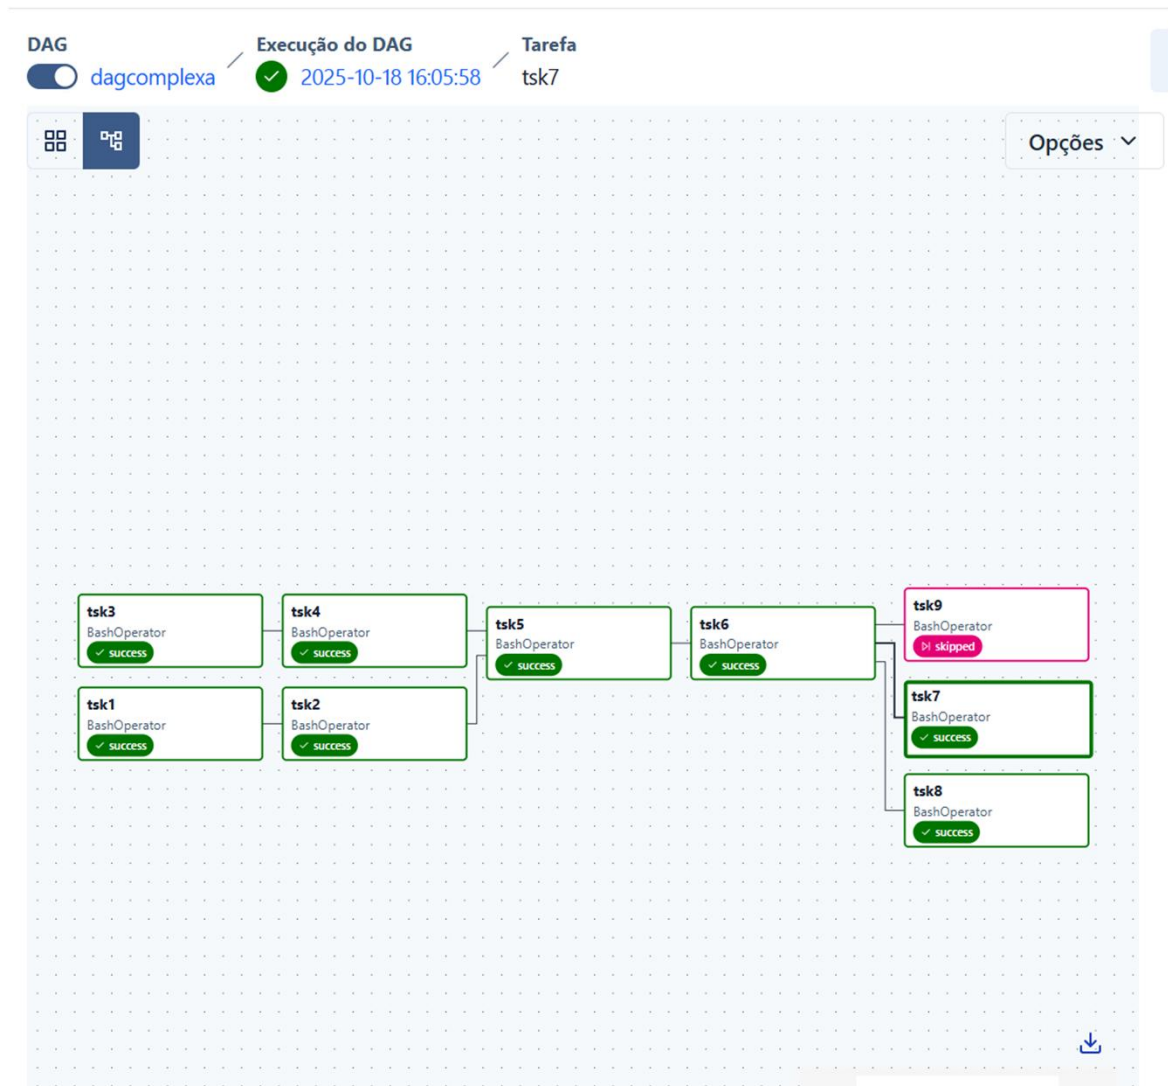 DAG
dagcomplexa
Execução do DAG
2025-10-18 16:05:58
Tarefa
tsk7
Opções
tsk3
BashOperator
success
tsk4
BashOperator
success
tsk1
BashOperator
success
tsk2
BashOperator
success
tsk5
BashOperator
success
tsk6
BashOperator
success
tsk9
BashOperator
skipped
tsk7
BashOperator
success
tsk8
BashOperator
success